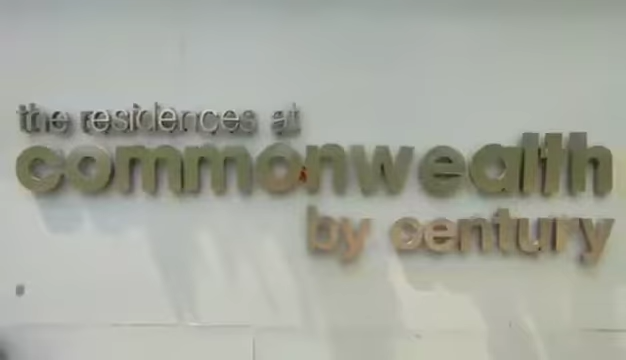 the residences at
commonwealth
by century